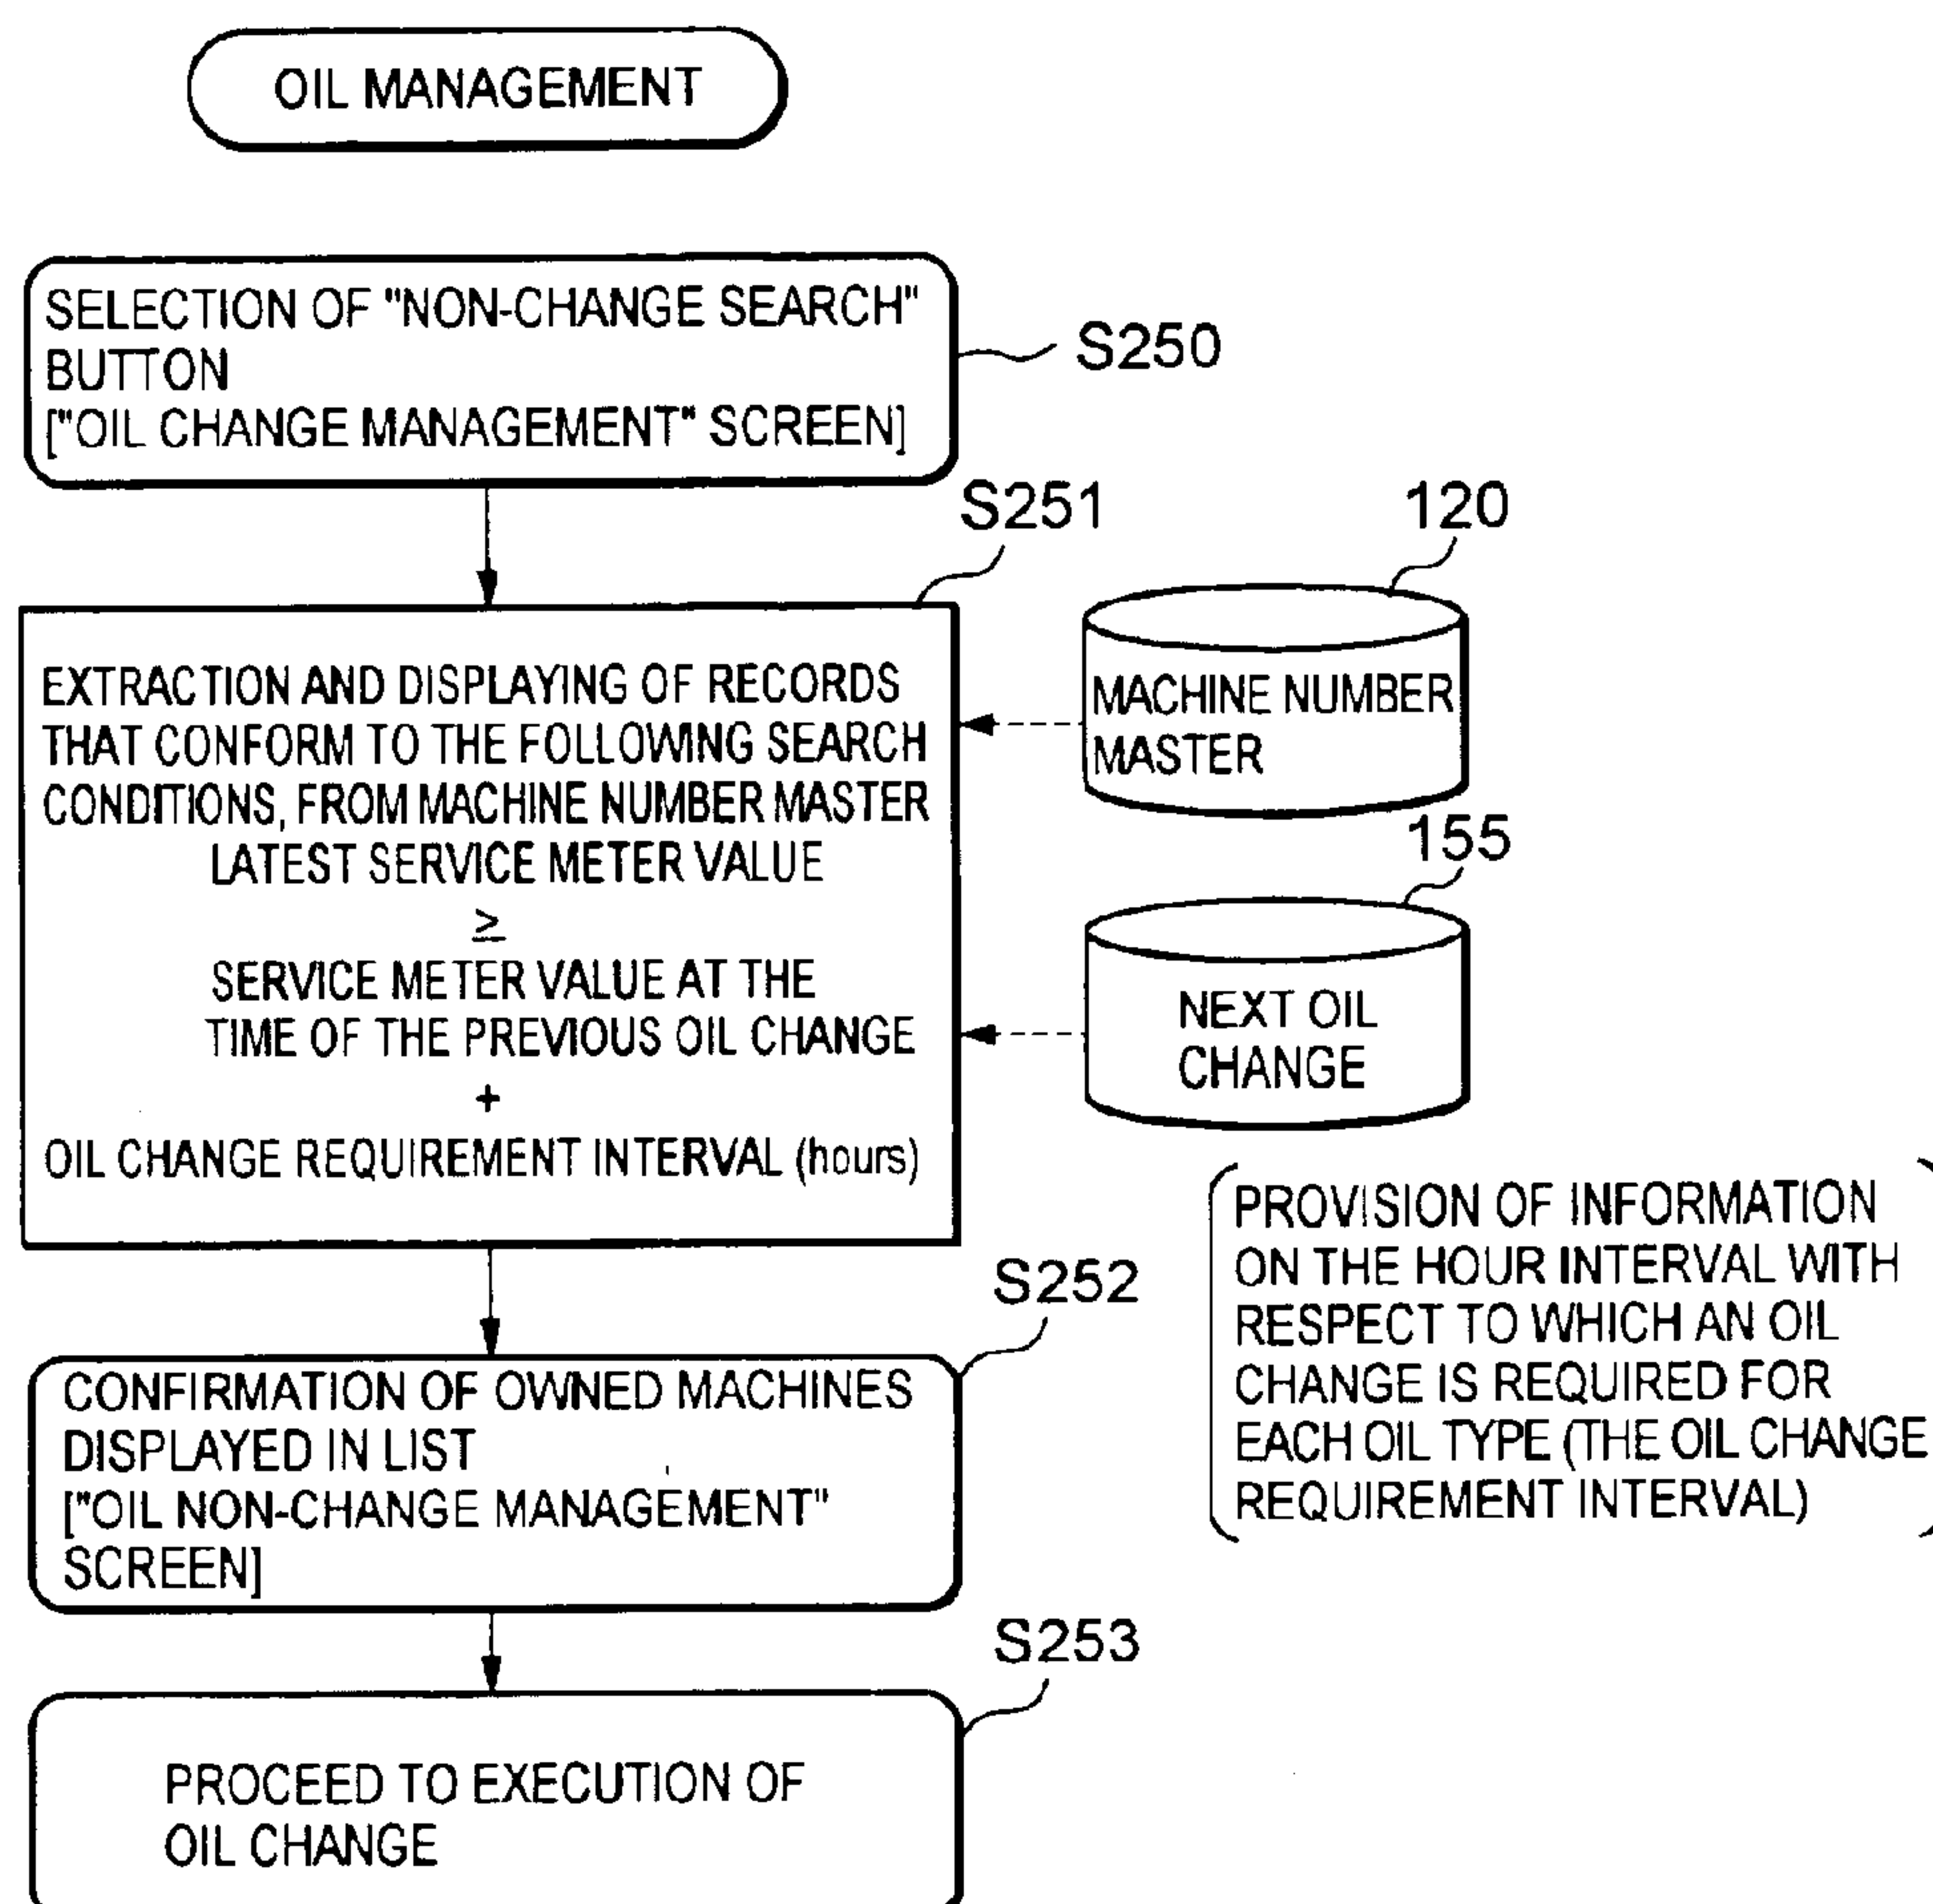 OIL MANAGEMENT
SELECTION OF "NON-CHANGE SEARCH"
BUTTON
["OIL CHANGE MANAGEMENT" SCREEN]
S250
S251
EXTRACTION AND DISPLAYING OF RECORDS
THAT CONFORM TO THE FOLLOWING SEARCH
CONDITIONS, FROM MACHINE NUMBER MASTER
LATEST SERVICE METER VALUE
≥
SERVICE METER VALUE AT THE
TIME OF THE PREVIOUS OIL CHANGE
+
OIL CHANGE REQUIREMENT INTERVAL (hours)
120
MACHINE NUMBER
MASTER
155
NEXT OIL
CHANGE
PROVISION OF INFORMATION
ON THE HOUR INTERVAL WITH
RESPECT TO WHICH AN OIL
CHANGE IS REQUIRED FOR
EACH OIL TYPE (THE OIL CHANGE
REQUIREMENT INTERVAL)
S252
CONFIRMATION OF OWNED MACHINES
DISPLAYED IN LIST
["OIL NON-CHANGE MANAGEMENT"
SCREEN]
S253
PROCEED TO EXECUTION OF
OIL CHANGE